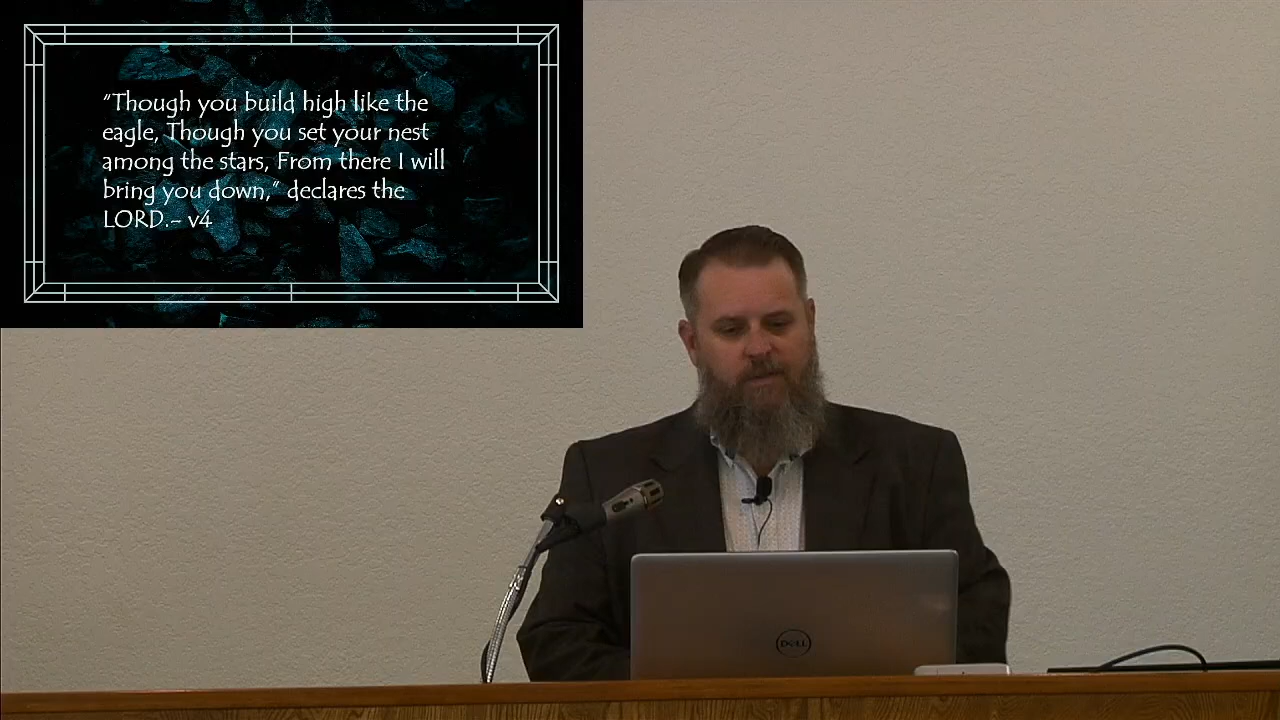 “Though you build high like the
eagle, Though you set your nest
among the stars, From there I will
bring you down,” declares the
LORD.- v4
DELL